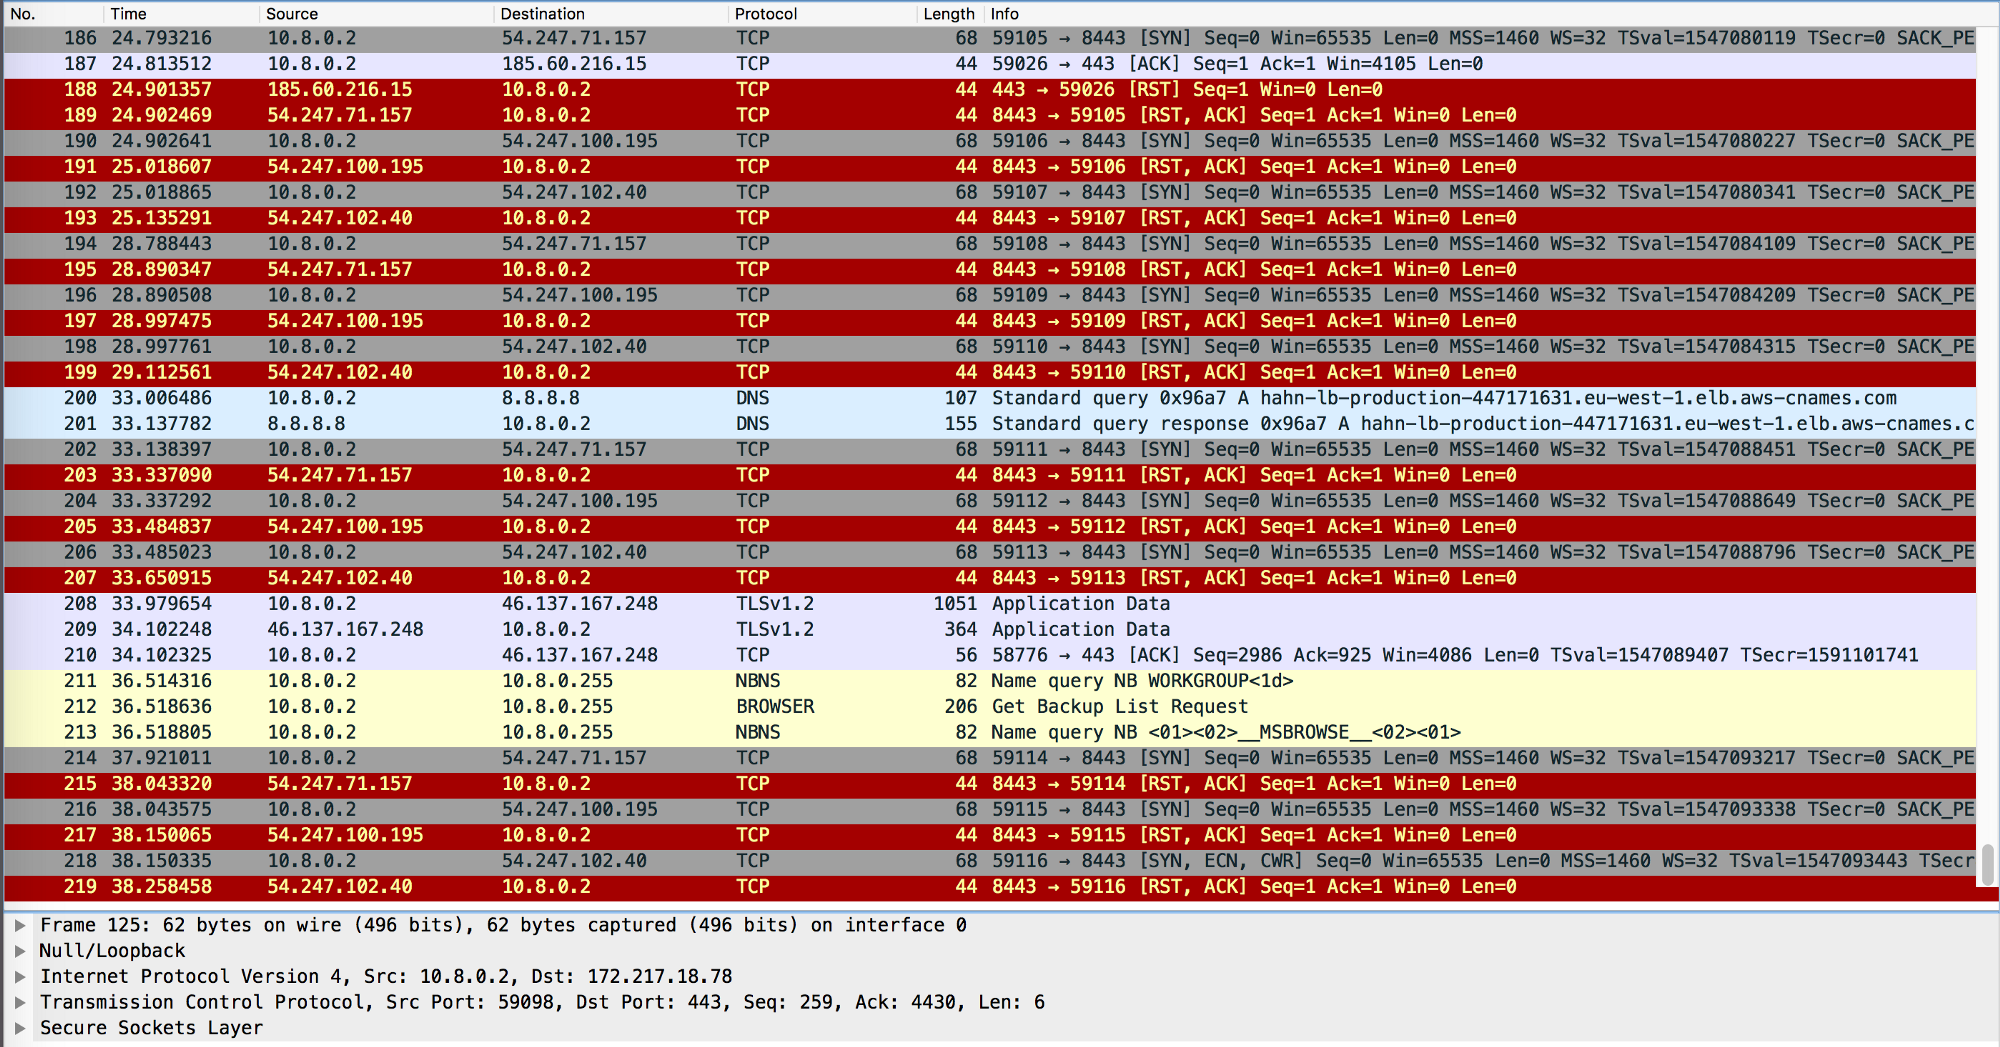 No. Time Source Destination Protocol Length Info
186 24.793216 10.8.0.2 54.247.71.157 TCP 68 59105 → 8443 [SYN] Seq=0 Win=65535 Len=0 MSS=1460 WS=32 TSval=1547080119 TSecr=0 SACK_PE
187 24.813512 10.8.0.2 185.60.216.15 TCP 44 59026 → 443 [ACK] Seq=1 Ack=1 Win=4105 Len=0
188 24.901357 185.60.216.15 10.8.0.2 TCP 44 443 → 59026 [RST] Seq=1 Win=0 Len=0
189 24.902469 54.247.71.157 10.8.0.2 TCP 44 8443 → 59105 [RST, ACK] Seq=1 Ack=1 Win=0 Len=0
190 24.902641 10.8.0.2 54.247.100.195 TCP 68 59106 → 8443 [SYN] Seq=0 Win=65535 Len=0 MSS=1460 WS=32 TSval=1547080227 TSecr=0 SACK_PE
191 25.018607 54.247.100.195 10.8.0.2 TCP 44 8443 → 59106 [RST, ACK] Seq=1 Ack=1 Win=0 Len=0
192 25.018865 10.8.0.2 54.247.102.40 TCP 68 59107 → 8443 [SYN] Seq=0 Win=65535 Len=0 MSS=1460 WS=32 TSval=1547080341 TSecr=0 SACK_PE
193 25.135291 54.247.102.40 10.8.0.2 TCP 44 8443 → 59107 [RST, ACK] Seq=1 Ack=1 Win=0 Len=0
194 28.788443 10.8.0.2 54.247.71.157 TCP 68 59108 → 8443 [SYN] Seq=0 Win=65535 Len=0 MSS=1460 WS=32 TSval=1547084109 TSecr=0 SACK_PE
195 28.890347 54.247.71.157 10.8.0.2 TCP 44 8443 → 59108 [RST, ACK] Seq=1 Ack=1 Win=0 Len=0
196 28.890508 10.8.0.2 54.247.100.195 TCP 68 59109 → 8443 [SYN] Seq=0 Win=65535 Len=0 MSS=1460 WS=32 TSval=1547084209 TSecr=0 SACK_PE
197 28.997475 54.247.100.195 10.8.0.2 TCP 44 8443 → 59109 [RST, ACK] Seq=1 Ack=1 Win=0 Len=0
198 28.997761 10.8.0.2 54.247.102.40 TCP 68 59110 → 8443 [SYN] Seq=0 Win=65535 Len=0 MSS=1460 WS=32 TSval=1547084315 TSecr=0 SACK_PE
199 29.112561 54.247.102.40 10.8.0.2 TCP 44 8443 → 59110 [RST, ACK] Seq=1 Ack=1 Win=0 Len=0
200 33.006486 10.8.0.2 8.8.8.8 DNS 107 Standard query 0x96a7 A hahn-lb-production-447171631.eu-west-1.elb.aws-cnames.com
201 33.137782 8.8.8.8 10.8.0.2 DNS 155 Standard query response 0x96a7 A hahn-lb-production-447171631.eu-west-1.elb.aws-cnames.c
202 33.138397 10.8.0.2 54.247.71.157 TCP 68 59111 → 8443 [SYN] Seq=0 Win=65535 Len=0 MSS=1460 WS=32 TSval=1547088451 TSecr=0 SACK_PE
203 33.337090 54.247.71.157 10.8.0.2 TCP 44 8443 → 59111 [RST, ACK] Seq=1 Ack=1 Win=0 Len=0
204 33.337292 10.8.0.2 54.247.100.195 TCP 68 59112 → 8443 [SYN] Seq=0 Win=65535 Len=0 MSS=1460 WS=32 TSval=1547088649 TSecr=0 SACK_PE
205 33.484837 54.247.100.195 10.8.0.2 TCP 44 8443 → 59112 [RST, ACK] Seq=1 Ack=1 Win=0 Len=0
206 33.485023 10.8.0.2 54.247.102.40 TCP 68 59113 → 8443 [SYN] Seq=0 Win=65535 Len=0 MSS=1460 WS=32 TSval=1547088796 TSecr=0 SACK_PE
207 33.650915 54.247.102.40 10.8.0.2 TCP 44 8443 → 59113 [RST, ACK] Seq=1 Ack=1 Win=0 Len=0
208 33.979654 10.8.0.2 46.137.167.248 TLSv1.2 1051 Application Data
209 34.102248 46.137.167.248 10.8.0.2 TLSv1.2 364 Application Data
210 34.102325 10.8.0.2 46.137.167.248 TCP 56 58776 → 443 [ACK] Seq=2986 Ack=925 Win=4086 Len=0 TSval=1547089407 TSecr=1591101741
211 36.514316 10.8.0.2 10.8.0.255 NBNS 82 Name query NB WORKGROUP<1d>
212 36.518636 10.8.0.2 10.8.0.255 BROWSER 206 Get Backup List Request
213 36.518805 10.8.0.2 10.8.0.255 NBNS 82 Name query NB <01><02>__MSBROWSE__<02><01>
214 37.921011 10.8.0.2 54.247.71.157 TCP 68 59114 → 8443 [SYN] Seq=0 Win=65535 Len=0 MSS=1460 WS=32 TSval=1547093217 TSecr=0 SACK_PE
215 38.043320 54.247.71.157 10.8.0.2 TCP 44 8443 → 59114 [RST, ACK] Seq=1 Ack=1 Win=0 Len=0
216 38.043575 10.8.0.2 54.247.100.195 TCP 68 59115 → 8443 [SYN] Seq=0 Win=65535 Len=0 MSS=1460 WS=32 TSval=1547093338 TSecr=0 SACK_PE
217 38.150065 54.247.100.195 10.8.0.2 TCP 44 8443 → 59115 [RST, ACK] Seq=1 Ack=1 Win=0 Len=0
218 38.150335 10.8.0.2 54.247.102.40 TCP 68 59116 → 8443 [SYN, ECN, CWR] Seq=0 Win=65535 Len=0 MSS=1460 WS=32 TSval=1547093443 TSecr
219 38.258458 54.247.102.40 10.8.0.2 TCP 44 8443 → 59116 [RST, ACK] Seq=1 Ack=1 Win=0 Len=0
Frame 125: 62 bytes on wire (496 bits), 62 bytes captured (496 bits) on interface 0
Null/Loopback
Internet Protocol Version 4, Src: 10.8.0.2, Dst: 172.217.18.78
Transmission Control Protocol, Src Port: 59098, Dst Port: 443, Seq: 259, Ack: 4430, Len: 6
Secure Sockets Layer